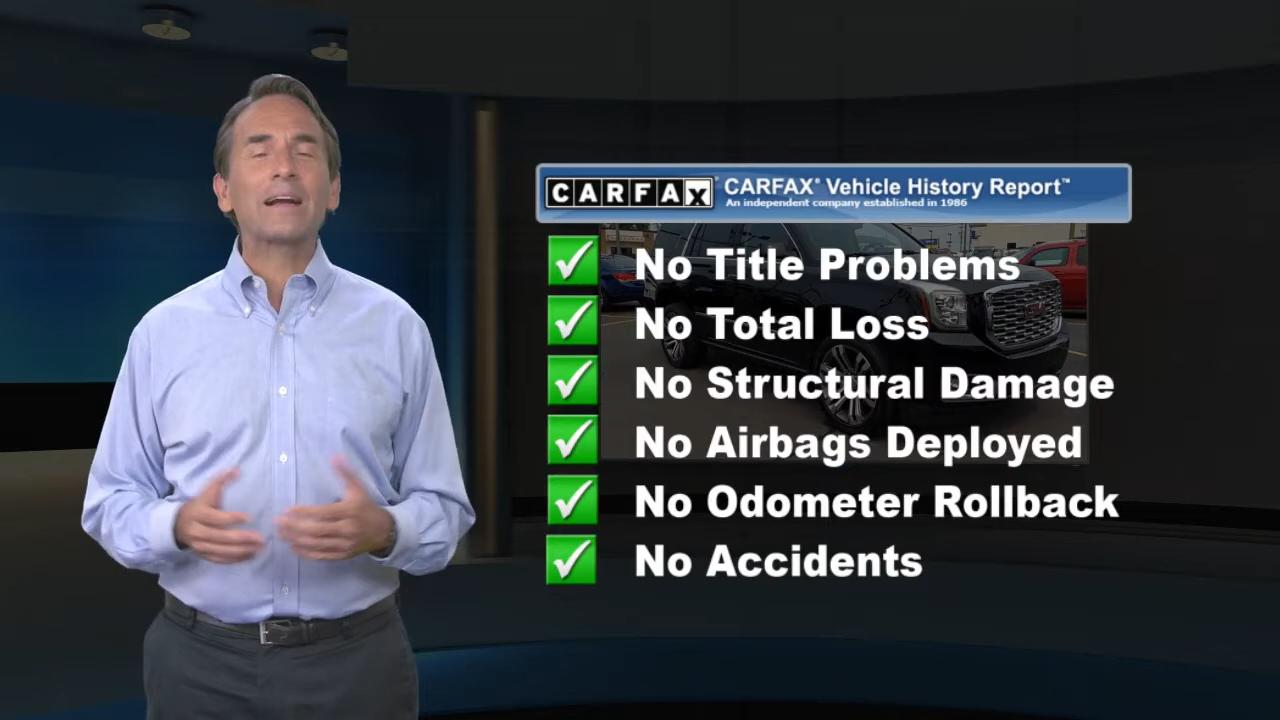 CARFAX
CARFAX® Vehicle History Report™
An independent company established in 1986
No Title Problems
No Total Loss
No Structural Damage
No Airbags Deployed
No Odometer Rollback
No Accidents